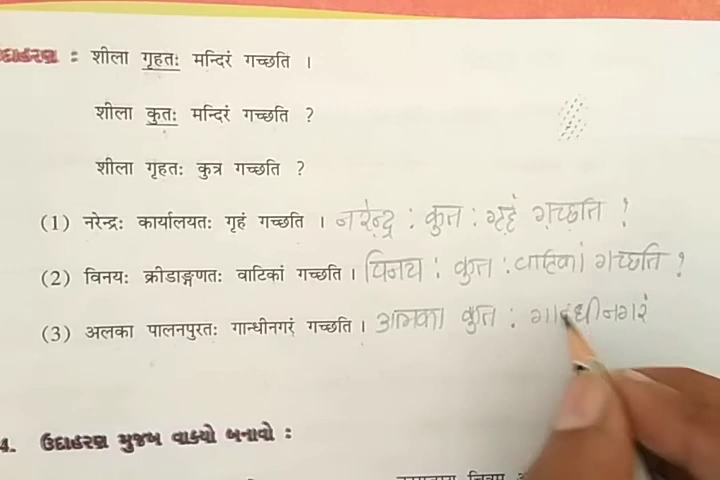 ઉદાહરણ : शीला गृहतः मन्दिरं गच्छति ।
शीला कुतः मन्दिरं गच्छति ?
शीला गृहतः कुत्र गच्छति ?
(1) नरेन्द्रः कार्यालयतः गृहं गच्छति । नरेन्द्र : कुत : गृहं गच्छति ?
(2) विनयः क्रीडाङ्गणतः वाटिकां गच्छति । विनय : कुत : वाटिकां गच्छति ?
(3) अलका पालनपुरतः गान्धीनगरं गच्छति । अलका कुत : गान्धीनगरं
4. ઉદાહરણ મુજબ વાક્યો બનાવો :